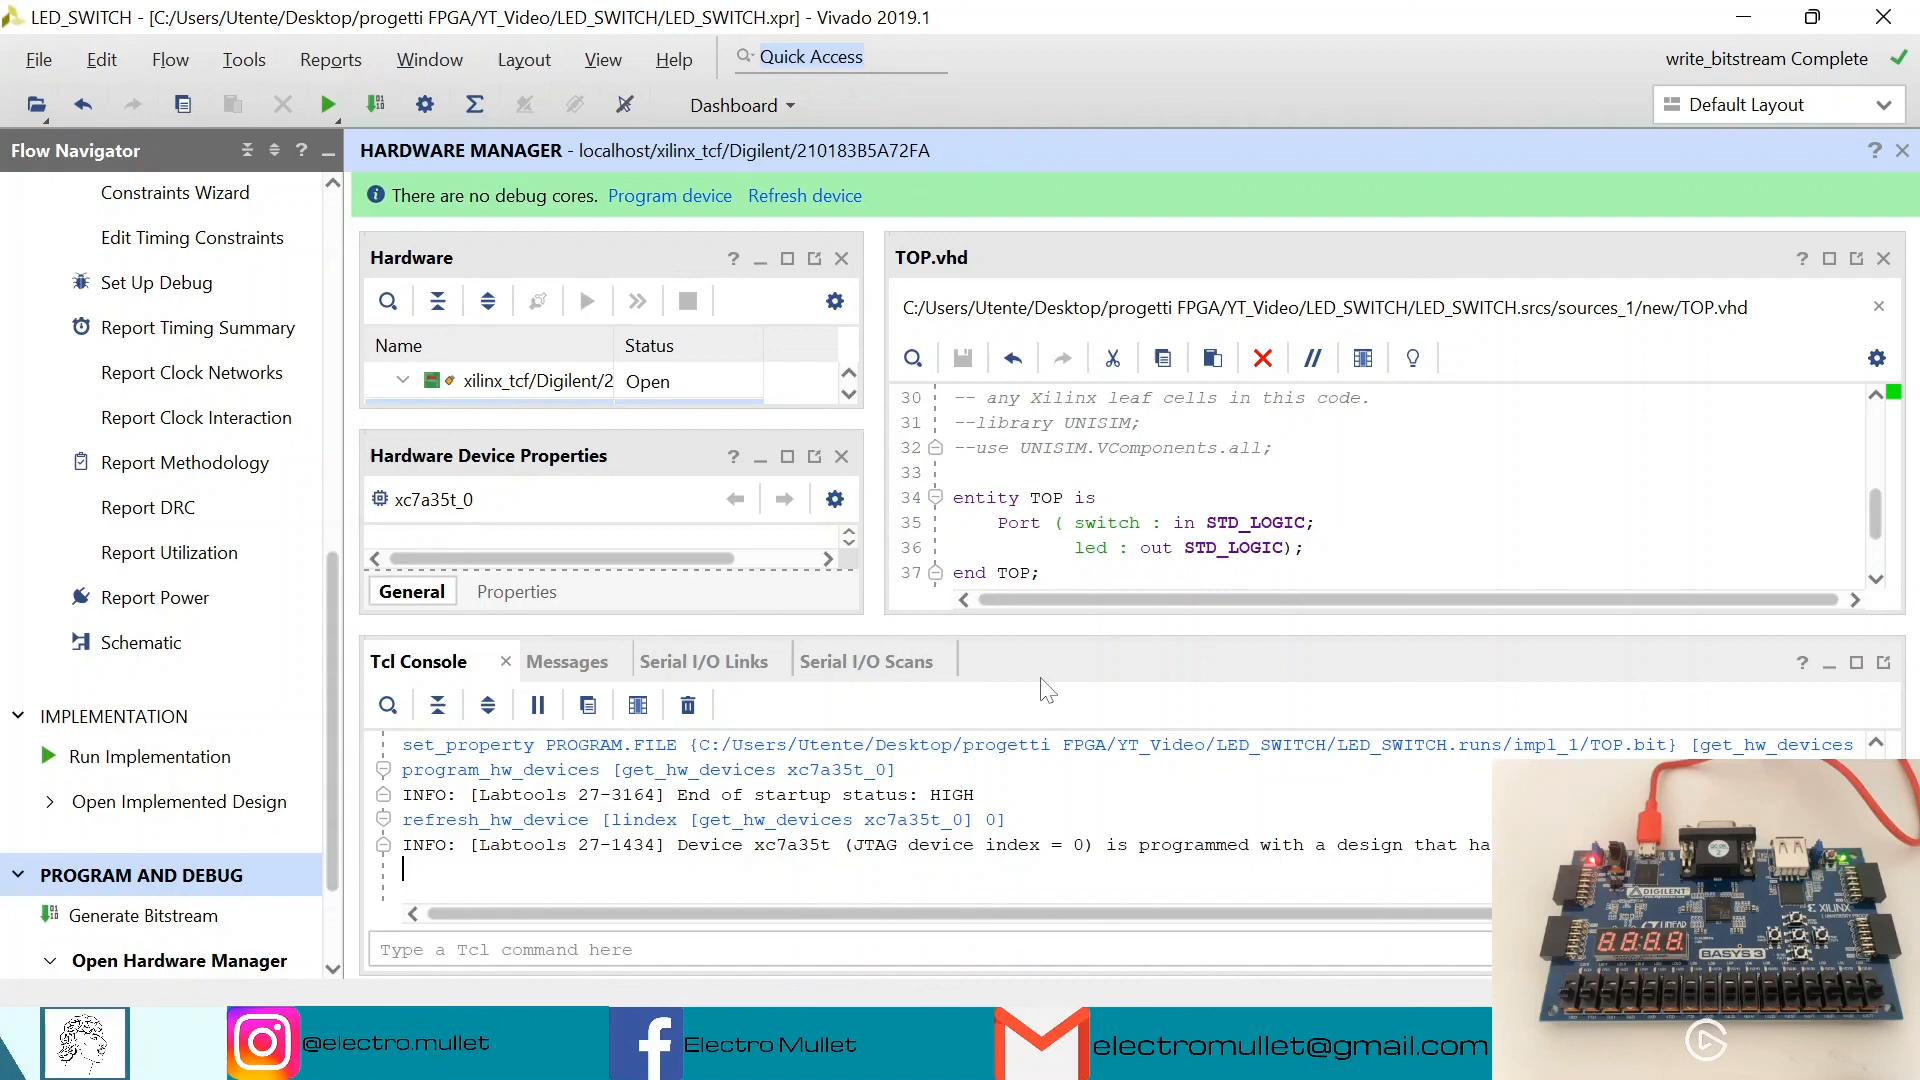 LED_SWITCH - [C:/Users/Utente/Desktop/progetti FPGA/YT_Video/LED_SWITCH/LED_SWITCH.xpr] - Vivado 2019.1
File Edit Flow Tools Reports Window Layout View Help Quick Access
write_bitstream Complete
Dashboard
Default Layout
Flow Navigator
HARDWARE MANAGER - localhost/xilinx_tcf/Digilent/210183B5A72FA
There are no debug cores. Program device Refresh device
Constraints Wizard
Edit Timing Constraints
Set Up Debug
Report Timing Summary
Report Clock Networks
Report Clock Interaction
Report Methodology
Report DRC
Report Utilization
Report Power
Schematic
IMPLEMENTATION
Run Implementation
Open Implemented Design
PROGRAM AND DEBUG
Generate Bitstream
Open Hardware Manager
Hardware
Name Status
xilinx_tcf/Digilent/2 Open
Hardware Device Properties
xc7a35t_0
General Properties
TOP.vhd
C:/Users/Utente/Desktop/progetti FPGA/YT_Video/LED_SWITCH/LED_SWITCH.srcs/sources_1/new/TOP.vhd
30 -- any Xilinx leaf cells in this code.
31 --library UNISIM;
32 --use UNISIM.VComponents.all;
33
34 entity TOP is
35 Port ( switch : in STD_LOGIC;
36 led : out STD_LOGIC);
37 end TOP;
Tcl Console Messages Serial I/O Links Serial I/O Scans
set_property PROGRAM.FILE {C:/Users/Utente/Desktop/progetti FPGA/YT_Video/LED_SWITCH/LED_SWITCH.runs/impl_1/TOP.bit} [get_hw_devices
program_hw_devices [get_hw_devices xc7a35t_0]
INFO: [Labtools 27-3164] End of startup status: HIGH
refresh_hw_device [lindex [get_hw_devices xc7a35t_0] 0]
INFO: [Labtools 27-1434] Device xc7a35t (JTAG device index = 0) is programmed with a design that ha
Type a Tcl command here
DIGILENT
XILINX
8.8.8.8.
BASYS 3
@electro.mullet
Electro Mullet
electromullet@gmail.com